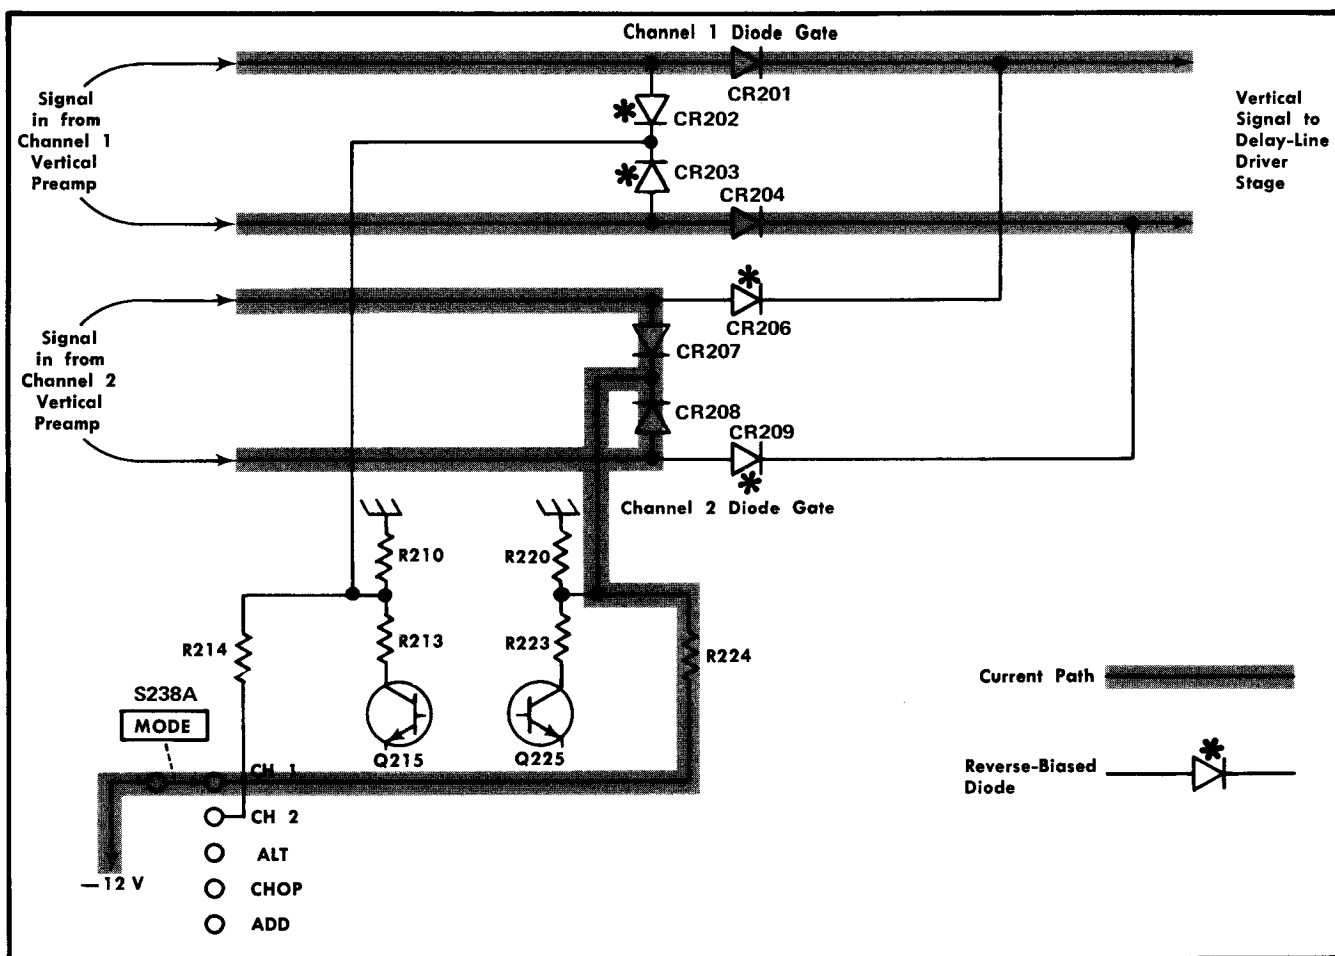 Channel 1 Diode Gate
CR201
Signal
in from
Channel 1
Vertical
Preamp
CR202
CR203
CR204
Vertical
Signal to
Delay-Line
Driver
Stage
Signal
in from
Channel 2
Vertical
Preamp
CR206
CR207
CR208
CR209
Channel 2 Diode Gate
R210
R220
R213
R223
R214
R224
S238A
MODE
Q215
Q225
CH 1
CH 2
ALT
CHOP
ADD
—12 V
Current Path
Reverse-Biased
Diode